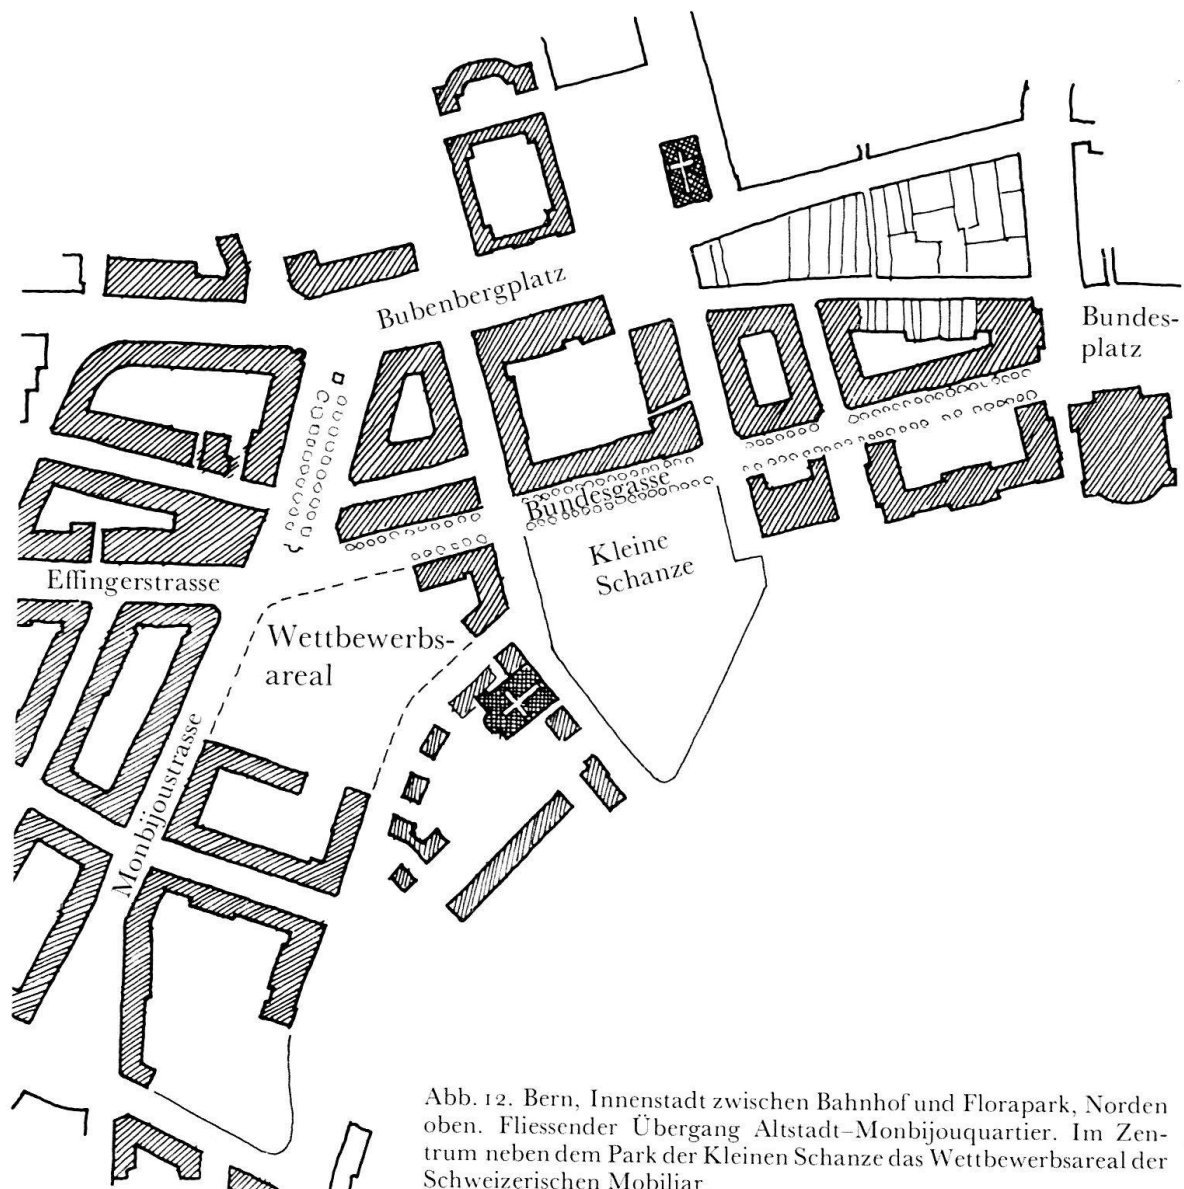 Bubenbergplatz
Bundes-
platz
Bundesgasse
Kleine
Schanze
Effingerstrasse
Wettbewerbs-
areal
Monbijoustrasse
Abb. 12. Bern, Innenstadt zwischen Bahnhof und Florapark, Norden
oben. Fliessender Übergang Altstadt–Monbijouquartier. Im Zen-
trum neben dem Park der Kleinen Schanze das Wettbewerbsareal der
Schweizerischen Mobiliar